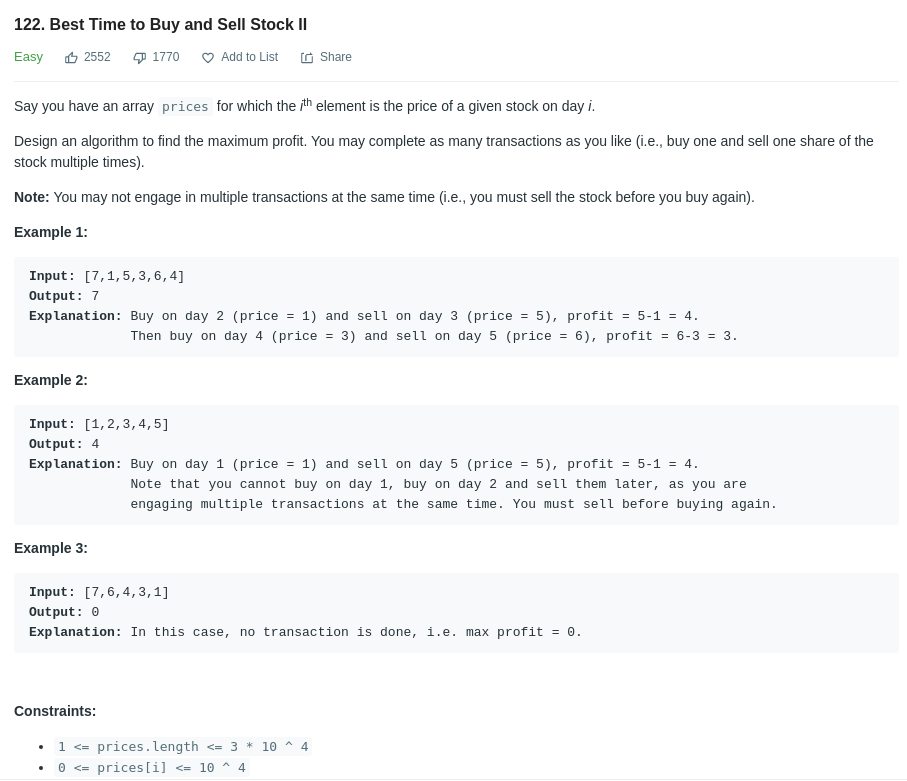 122. Best Time to Buy and Sell Stock II
Easy 2552 1770 Add to List Share
Say you have an array prices for which the ith element is the price of a given stock on day i.
Design an algorithm to find the maximum profit. You may complete as many transactions as you like (i.e., buy one and sell one share of the
stock multiple times).
Note: You may not engage in multiple transactions at the same time (i.e., you must sell the stock before you buy again).
Example 1:
Input: [7,1,5,3,6,4]
Output: 7
Explanation: Buy on day 2 (price = 1) and sell on day 3 (price = 5), profit = 5-1 = 4.
Then buy on day 4 (price = 3) and sell on day 5 (price = 6), profit = 6-3 = 3.
Example 2:
Input: [1,2,3,4,5]
Output: 4
Explanation: Buy on day 1 (price = 1) and sell on day 5 (price = 5), profit = 5-1 = 4.
Note that you cannot buy on day 1, buy on day 2 and sell them later, as you are
engaging multiple transactions at the same time. You must sell before buying again.
Example 3:
Input: [7,6,4,3,1]
Output: 0
Explanation: In this case, no transaction is done, i.e. max profit = 0.
Constraints:
• 1 <= prices.length <= 3 * 10 ^ 4
• 0 <= prices[i] <= 10 ^ 4